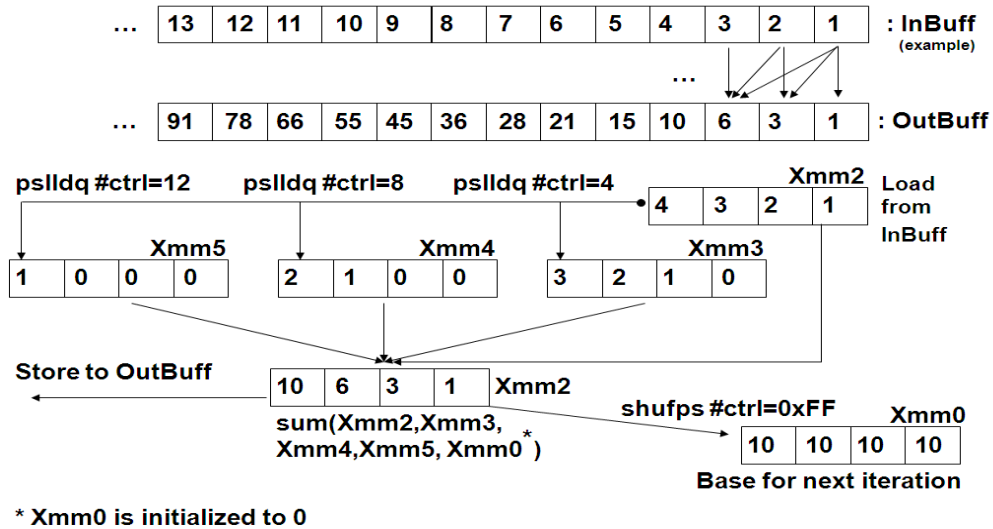 ... 13 12 11 10 9 8 7 6 5 4 3 2 1 : InBuff
(example)
...
... 91 78 66 55 45 36 28 21 15 10 6 3 1 : OutBuff
pslldq #ctrl=12 pslldq #ctrl=8 pslldq #ctrl=4 Xmm2 Load
4 3 2 1 from
InBuff
Xmm5 Xmm4 Xmm3
1 0 0 0 2 1 0 0 3 2 1 0
Store to OutBuff
10 6 3 1 Xmm2
sum(Xmm2,Xmm3,
Xmm4,Xmm5, Xmm0*)
shufps #ctrl=0xFF
Xmm0
10 10 10 10
Base for next iteration
* Xmm0 is initialized to 0